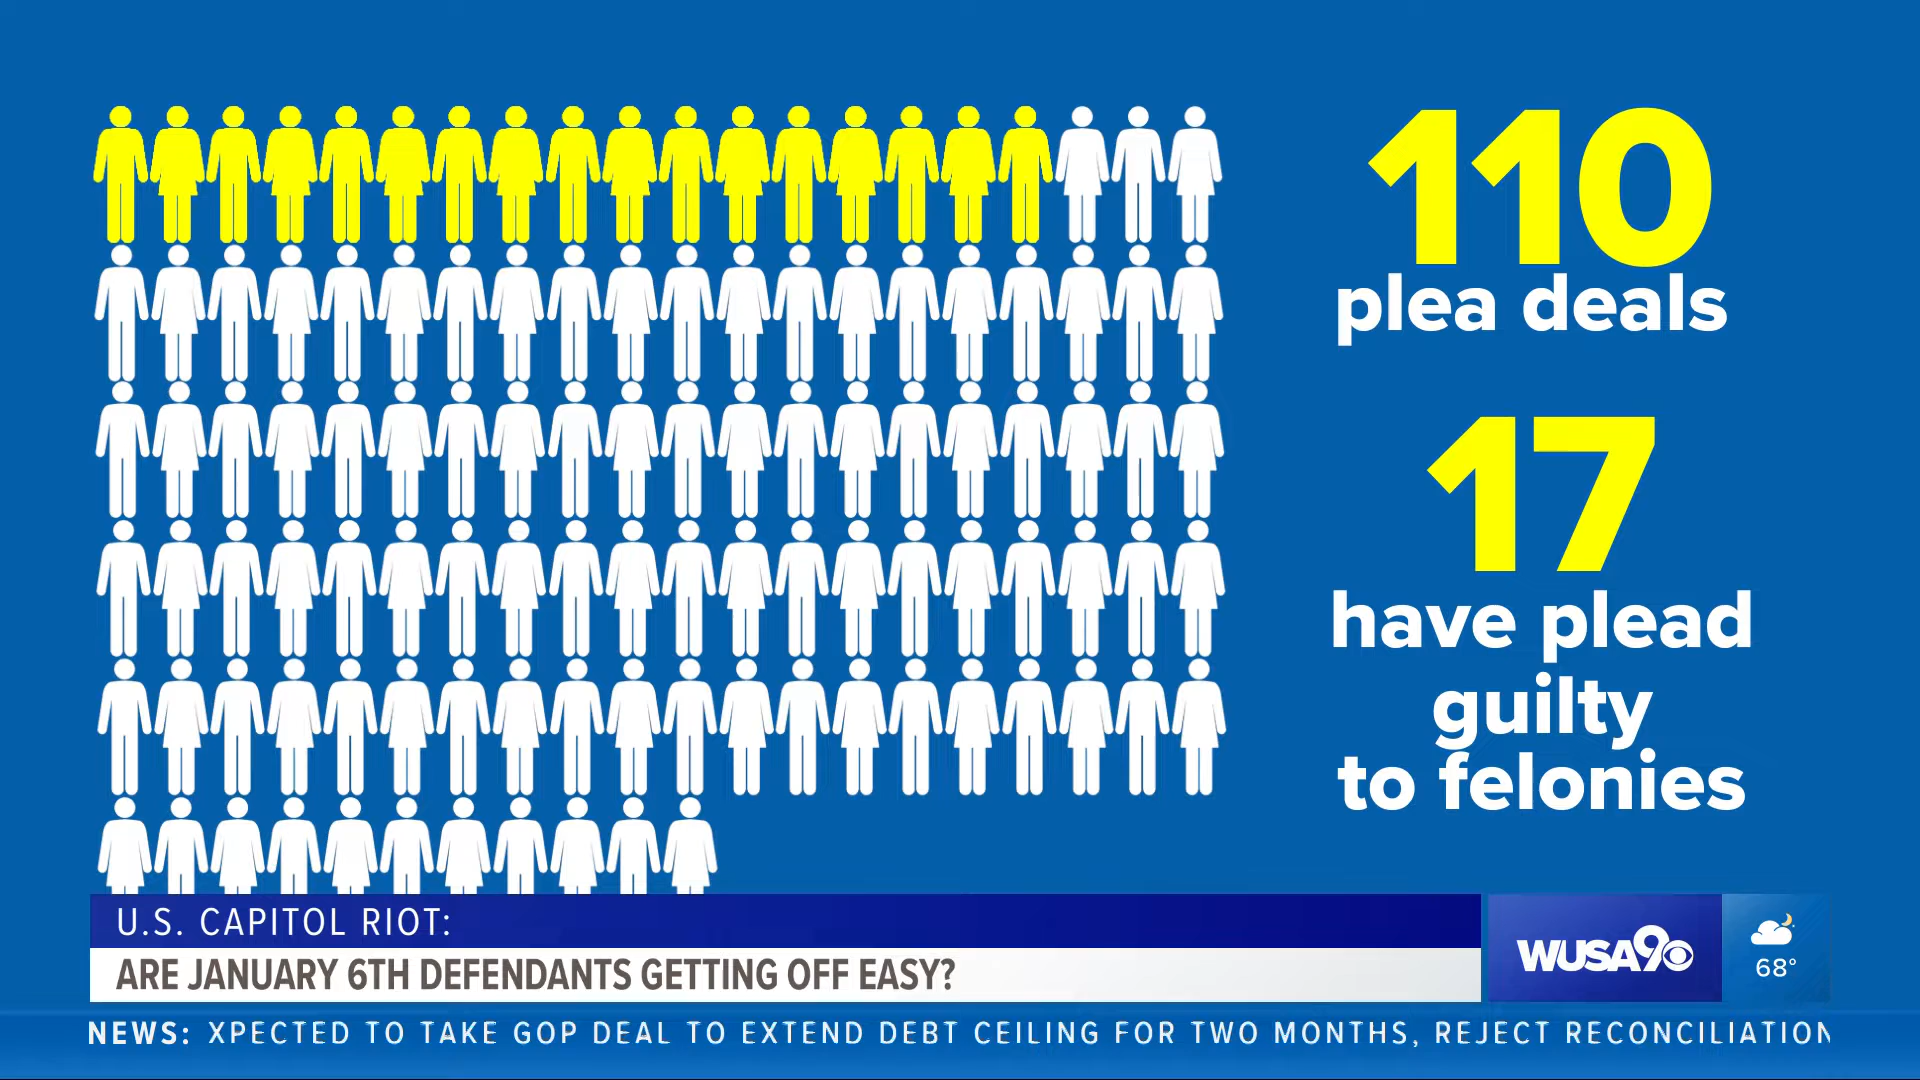 110
plea deals
17
have plead
guilty
to felonies
U.S. CAPITOL RIOT:
ARE JANUARY 6TH DEFENDANTS GETTING OFF EASY?
WUSA9
68°
NEWS: XPECTED TO TAKE GOP DEAL TO EXTEND DEBT CEILING FOR TWO MONTHS, REJECT RECONCILIATION